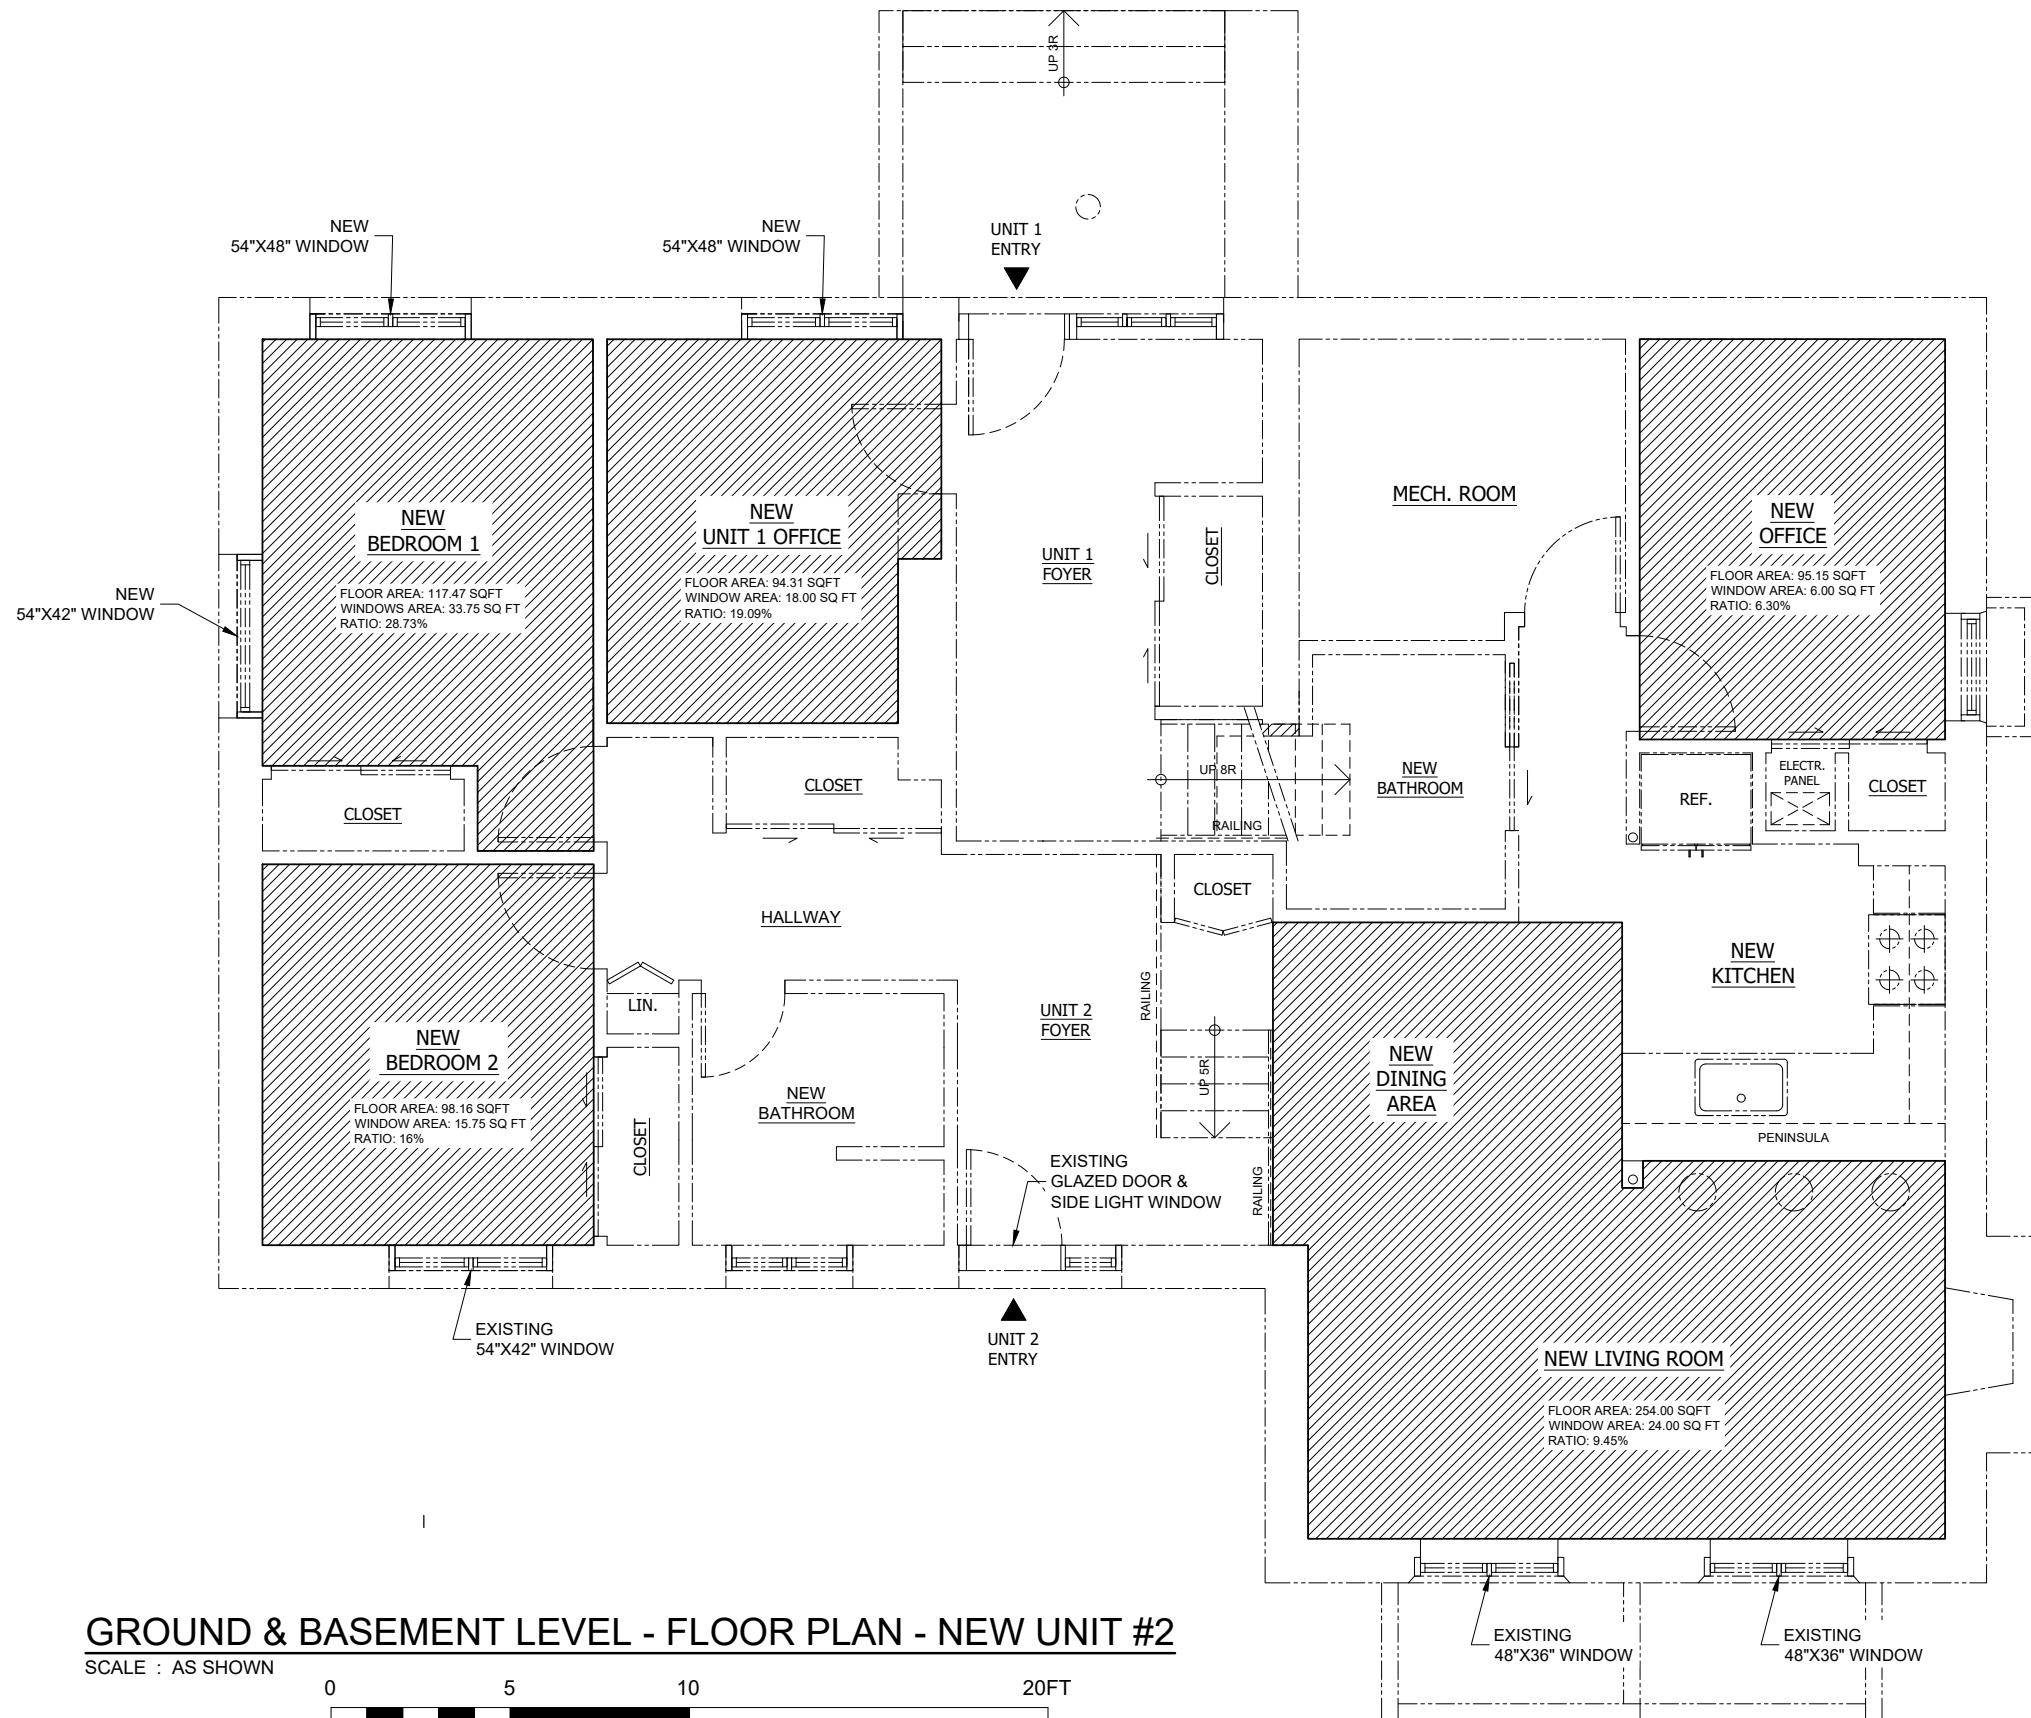 UP 3R
NEW
54"X48" WINDOW
NEW
54"X48" WINDOW
UNIT 1
ENTRY
NEW
54"X42" WINDOW
NEW
BEDROOM 1
FLOOR AREA: 117.47 SQFT
WINDOWS AREA: 33.75 SQ FT
RATIO: 28.73%
NEW
UNIT 1 OFFICE
FLOOR AREA: 94.31 SQFT
WINDOW AREA: 18.00 SQ FT
RATIO: 19.09%
UNIT 1
FOYER
CLOSET
MECH. ROOM
NEW
OFFICE
FLOOR AREA: 95.15 SQFT
WINDOW AREA: 6.00 SQ FT
RATIO: 6.30%
CLOSET
CLOSET
UP 8R
RAILING
NEW
BATHROOM
REF.
ELECTR.
PANEL
CLOSET
HALLWAY
CLOSET
NEW
KITCHEN
LIN.
UNIT 2
FOYER
RAILING
NEW
BEDROOM 2
FLOOR AREA: 98.16 SQFT
WINDOW AREA: 15.75 SQ FT
RATIO: 16%
CLOSET
NEW
BATHROOM
UP 5R
NEW
DINING
AREA
PENINSULA
EXISTING
GLAZED DOOR &
SIDE LIGHT WINDOW
RAILING
EXISTING
54"X42" WINDOW
UNIT 2
ENTRY
NEW LIVING ROOM
FLOOR AREA: 254.00 SQFT
WINDOW AREA: 24.00 SQ FT
RATIO: 9.45%
EXISTING
48"X36" WINDOW
EXISTING
48"X36" WINDOW
GROUND & BASEMENT LEVEL - FLOOR PLAN - NEW UNIT #2
SCALE : AS SHOWN
0 5 10 20FT